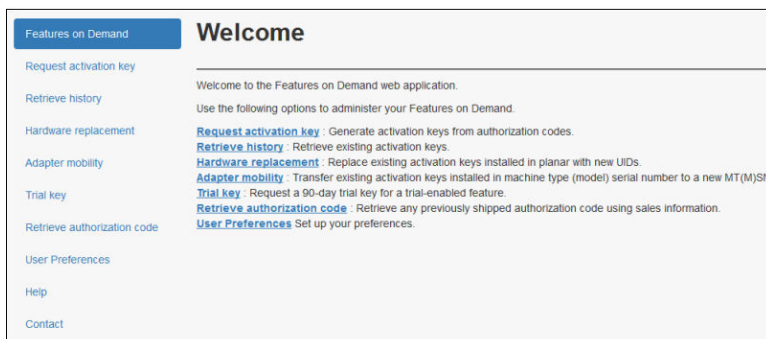 Features on Demand
Request activation key
Retrieve history
Hardware replacement
Adapter mobility
Trial key
Retrieve authorization code
User Preferences
Help
Contact
Welcome
Welcome to the Features on Demand web application.
Use the following options to administer your Features on Demand.
Request activation key : Generate activation keys from authorization codes.
Retrieve history : Retrieve existing activation keys.
Hardware replacement : Replace existing activation keys installed in planar with new UIDs.
Adapter mobility : Transfer existing activation keys installed in machine type (model) serial number to a new MT(M)SN
Trial key : Request a 90-day trial key for a trial-enabled feature.
Retrieve authorization code : Retrieve any previously shipped authorization code using sales information.
User Preferences Set up your preferences.